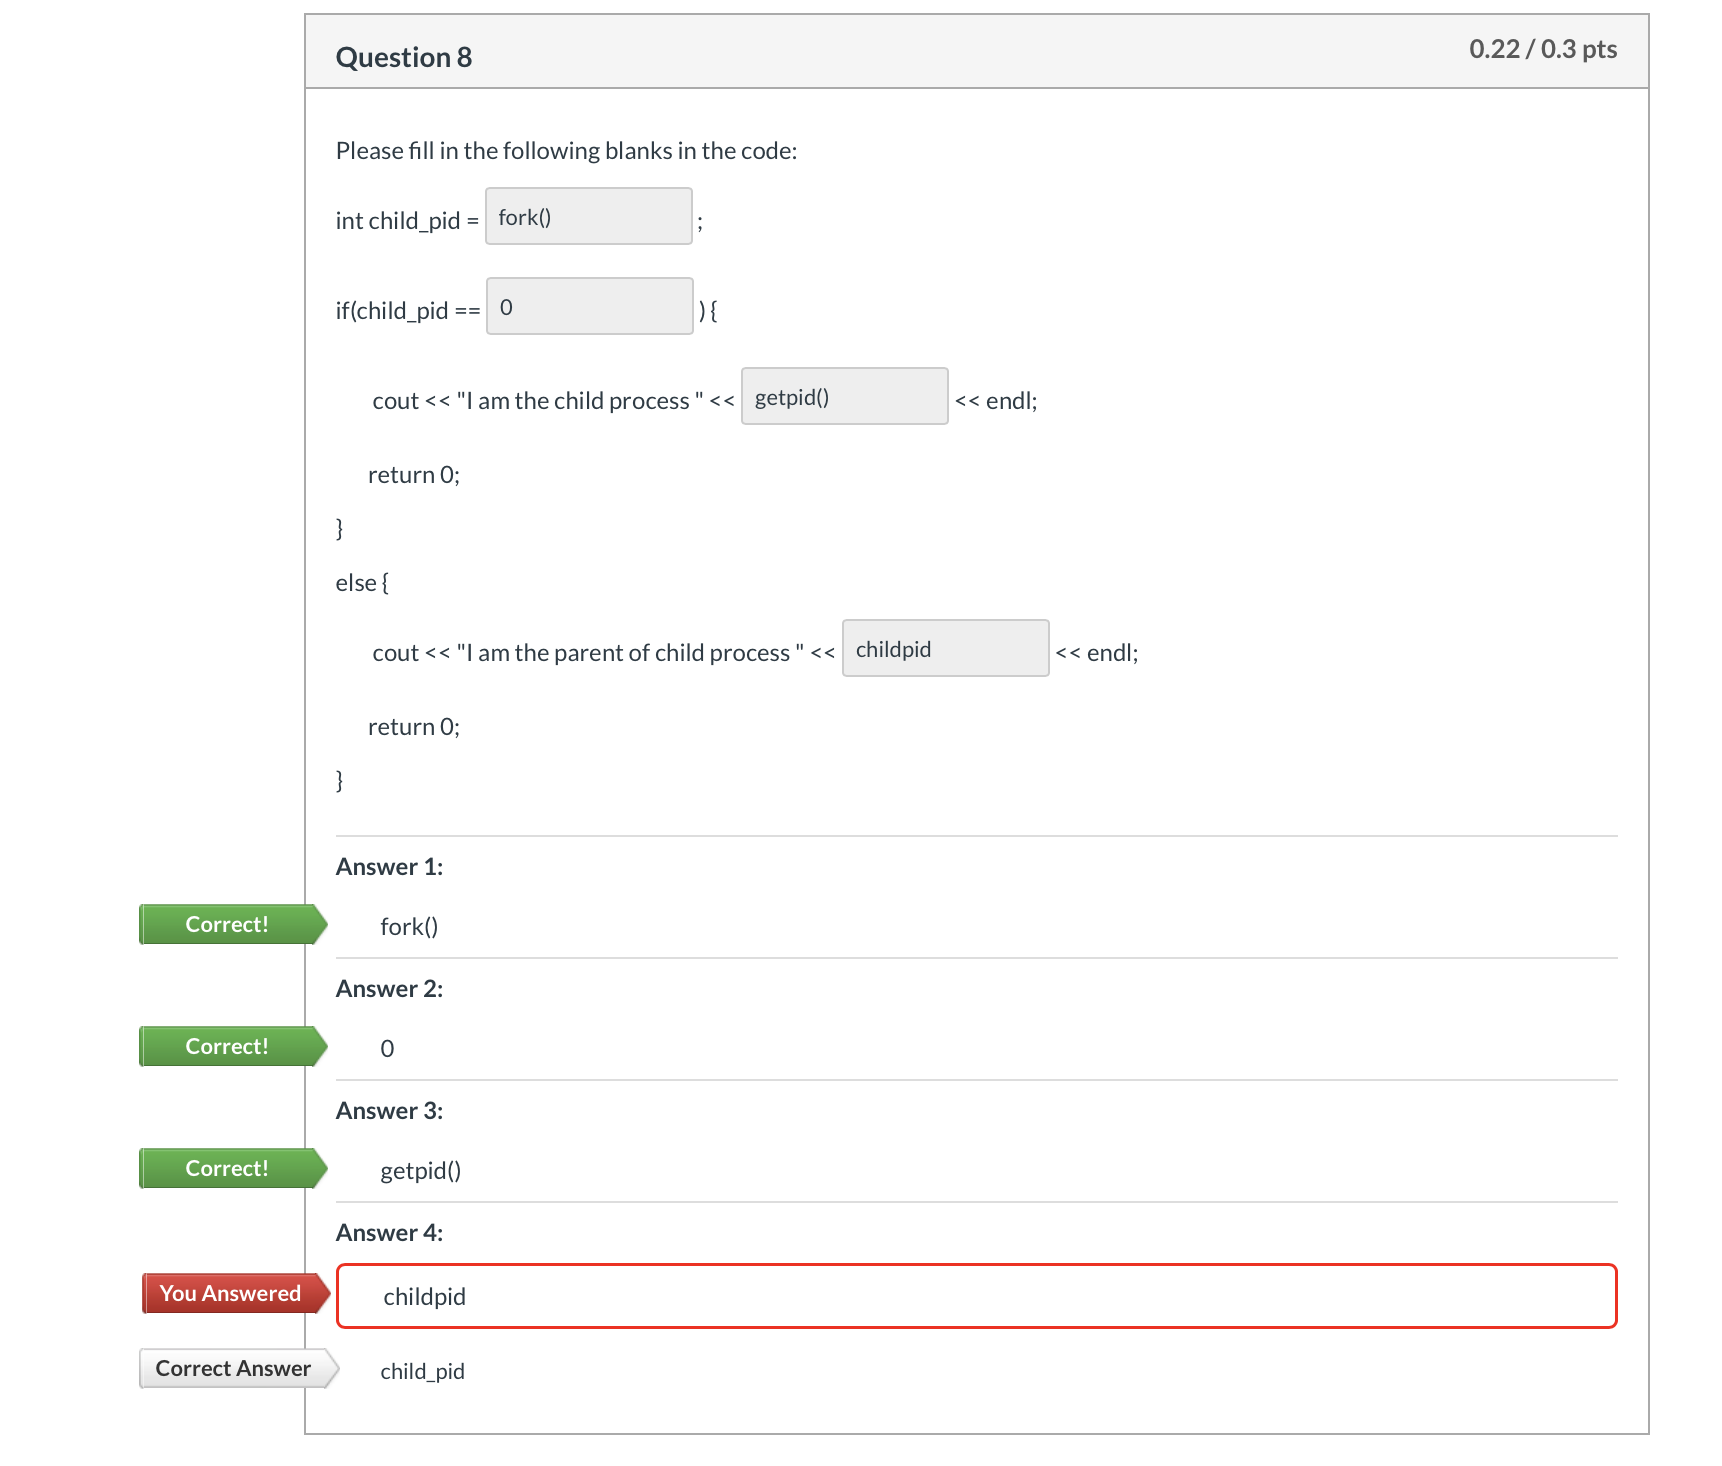 Question 8
0.22 / 0.3 pts
Please fill in the following blanks in the code:
int child_pid = fork() ;
if(child_pid == 0 ) {
cout << "I am the child process " << getpid() << endl;
return 0;
}
else {
cout << "I am the parent of child process " << childpid << endl;
return 0;
}
Answer 1:
Correct! fork()
Answer 2:
Correct! 0
Answer 3:
Correct! getpid()
Answer 4:
You Answered childpid
Correct Answer child_pid